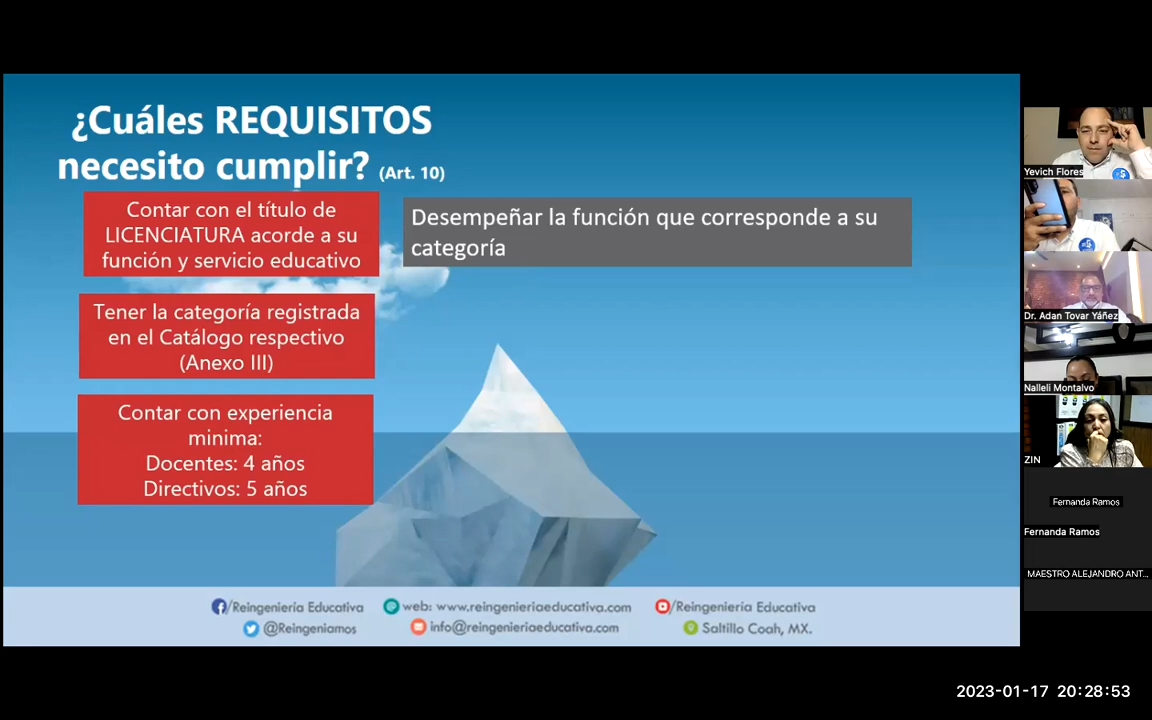 ¿Cuáles REQUISITOS
necesito cumplir? (Art. 10)
Contar con el título de
LICENCIATURA acorde a su
función y servicio educativo
Desempeñar la función que corresponde a su
categoría
Tener la categoría registrada
en el Catálogo respectivo
(Anexo III)
Contar con experiencia
minima:
Docentes: 4 años
Directivos: 5 años
/Reingeniería Educativa
web: www.reingenieriaeducativa.com
/Reingeniería Educativa
@Reingeniamos
info@reingenieriaeducativa.com
Saltillo Coah, MX.
Yevich Flores
Dr. Adan Tovar Yáñez
Nalleli Montalvo
ZIN
Fernanda Ramos
Fernanda Ramos
MAESTRO ALEJANDRO ANT...
2023-01-17 20:28:53